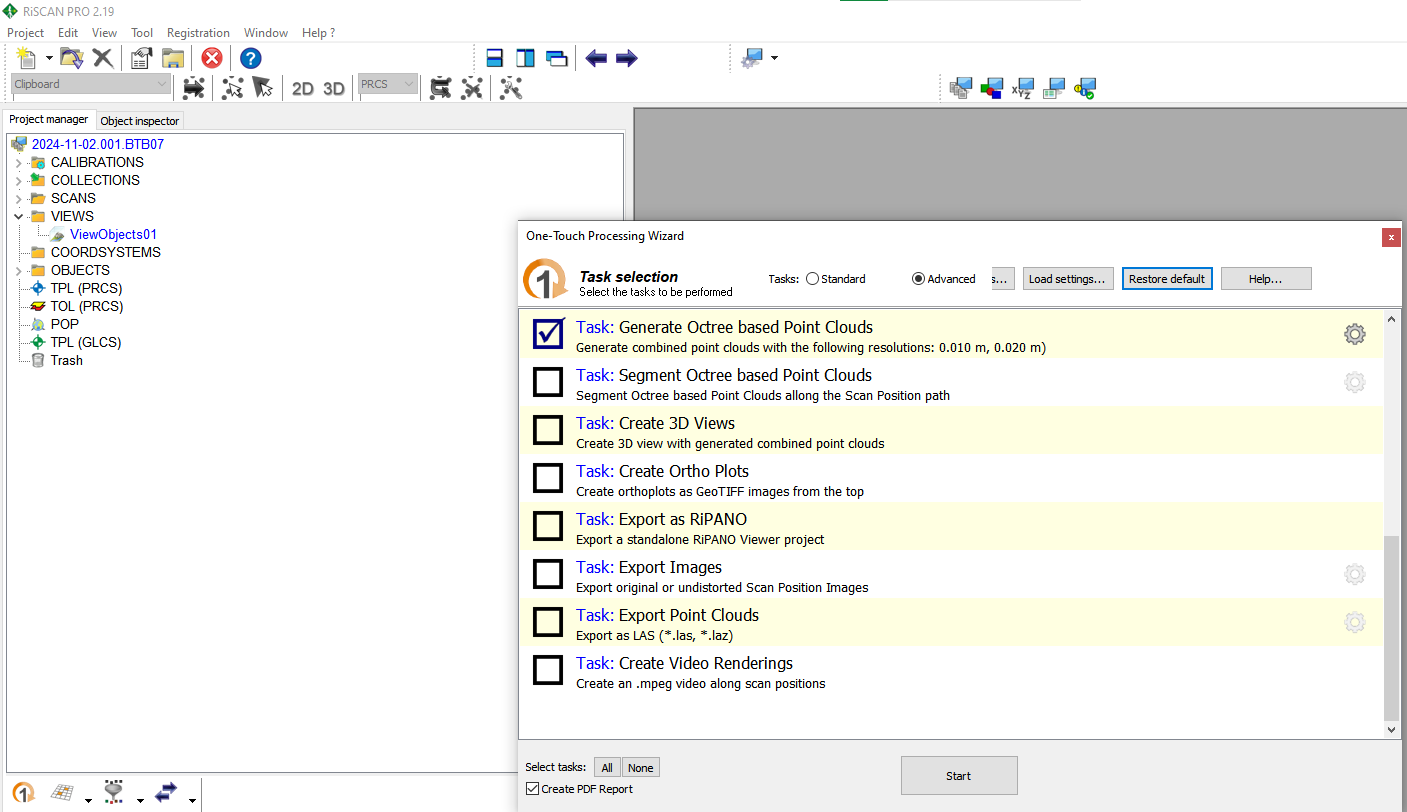 RiSCAN PRO 2.19
Project Edit View Tool Registration Window Help ?
Clipboard 2D 3D PRCS xYZ
Project manager Object inspector
2024-11-02.001.BTB07
CALIBRATIONS
COLLECTIONS
SCANS
VIEWS
ViewObjects01
COORDSYSTEMS
OBJECTS
TPL (PRCS)
TOL (PRCS)
POP
TPL (GLCS)
Trash
One-Touch Processing Wizard
x
1
Task selection
Select the tasks to be performed
Tasks: Standard Advanced s... Load settings... Restore default Help...
Task: Generate Octree based Point Clouds
Generate combined point clouds with the following resolutions: 0.010 m, 0.020 m)
Task: Segment Octree based Point Clouds
Segment Octree based Point Clouds allong the Scan Position path
Task: Create 3D Views
Create 3D view with generated combined point clouds
Task: Create Ortho Plots
Create orthoplots as GeoTIFF images from the top
Task: Export as RiPANO
Export a standalone RiPANO Viewer project
Task: Export Images
Export original or undistorted Scan Position Images
Task: Export Point Clouds
Export as LAS (*.las, *.laz)
Task: Create Video Renderings
Create an .mpeg video along scan positions
Select tasks: All None
Create PDF Report
Start
1